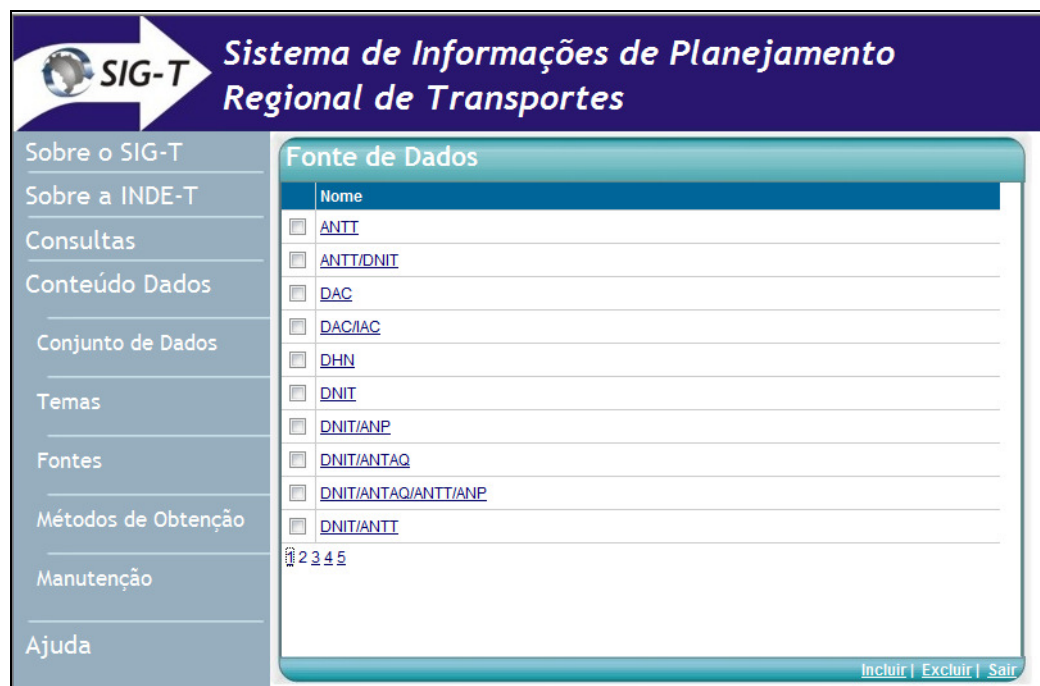 SIG-T
Sistema de Informações de Planejamento
Regional de Transportes
Sobre o SIG-T
Sobre a INDE-T
Consultas
Conteúdo Dados
Conjunto de Dados
Temas
Fontes
Métodos de Obtenção
Manutenção
Ajuda
Fonte de Dados
Nome
ANTT
ANTT/DNIT
DAC
DAC/IAC
DHN
DNIT
DNIT/ANP
DNIT/ANTAQ
DNIT/ANTAQ/ANTT/ANP
DNIT/ANTT
1 2 3 4 5
Incluir | Excluir | Sair